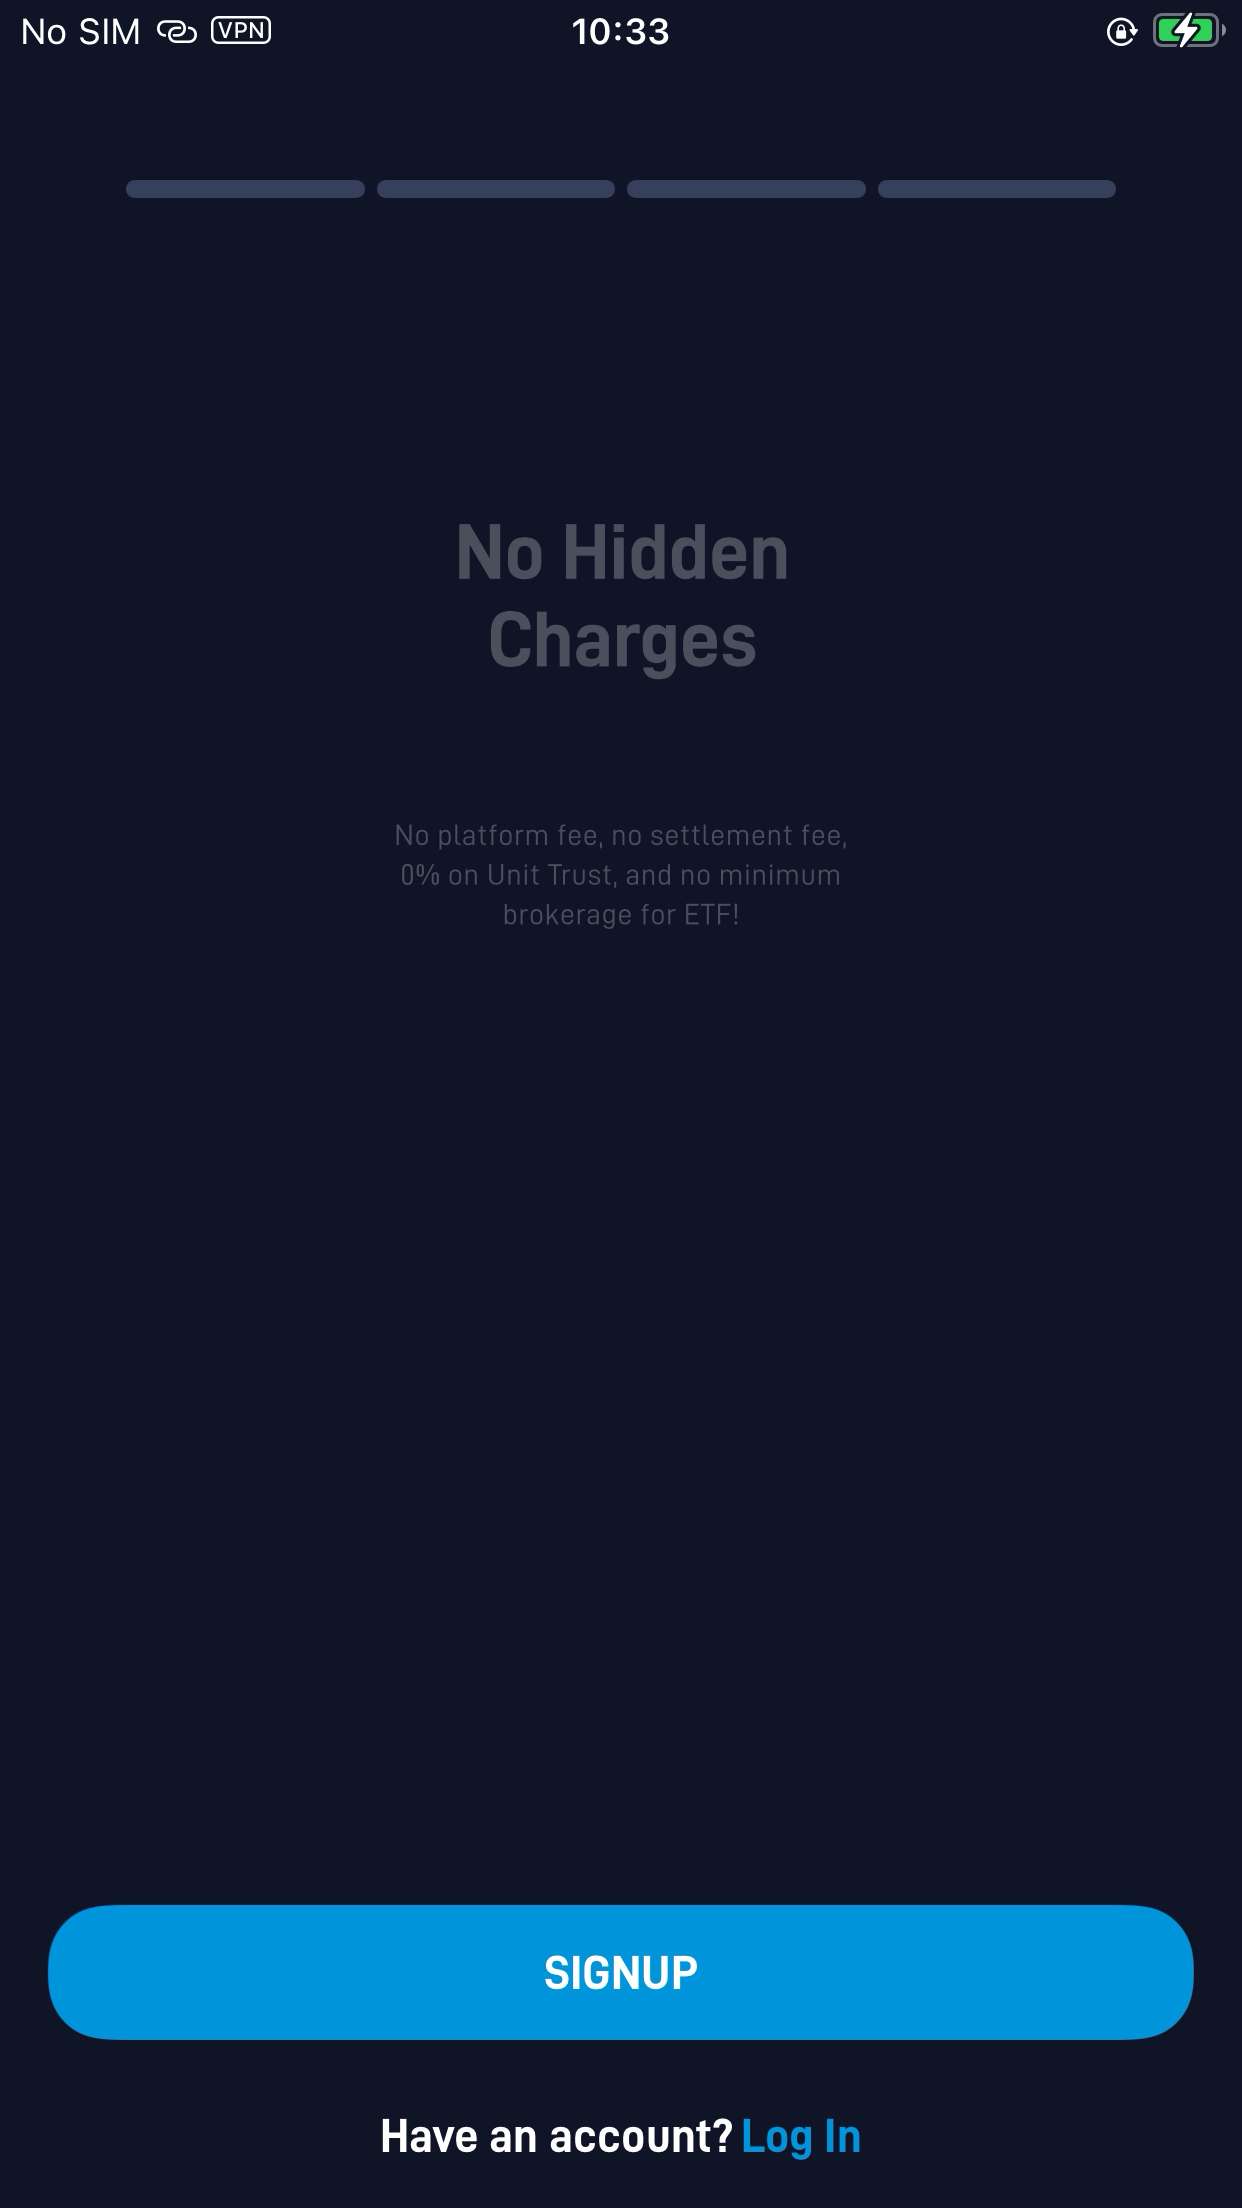 No SIM VPN 10:33
No Hidden
Charges
No platform fee, no settlement fee,
0% on Unit Trust, and no minimum
brokerage for ETF!
SIGNUP
Have an account? Log In